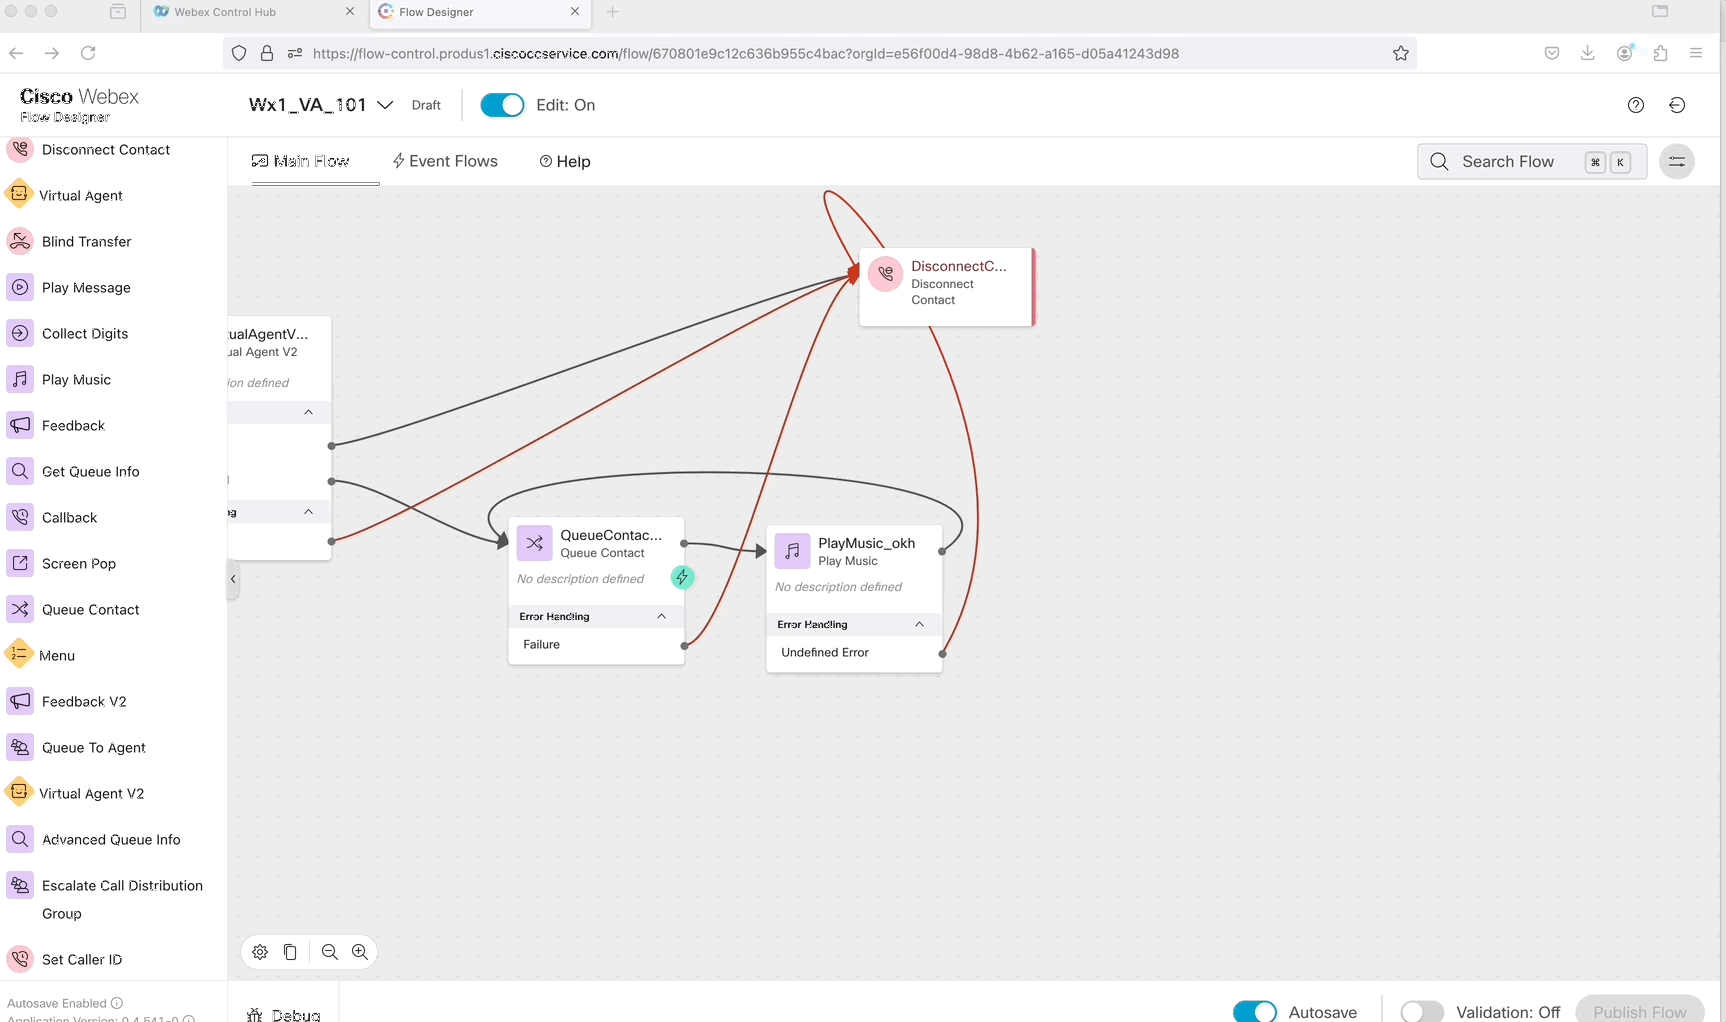 Webex Control Hub
Flow Designer
https://flow-control.produs1.ciscoccservice.com/flow/670801e9c12c636b955c4bac?orgId=e56f00d4-98d8-4b62-a165-d05a41243d98
Cisco Webex
Flow Designer
Wx1_VA_101
Draft
Edit: On
Main Flow
Event Flows
Help
Search Flow
⌘ K
Disconnect Contact
Virtual Agent
Blind Transfer
Play Message
Collect Digits
Play Music
Feedback
Get Queue Info
Callback
Screen Pop
Queue Contact
Menu
Feedback V2
Queue To Agent
Virtual Agent V2
Advanced Queue Info
Escalate Call Distribution
Group
Set Caller ID
Autosave Enabled
Application Version: 0.4.541-0
DisconnectC...
Disconnect
Contact
tualAgentV...
ual Agent V2
ion defined
QueueContac...
Queue Contact
No description defined
Error Handling
Failure
PlayMusic_okh
Play Music
No description defined
Error Handling
Undefined Error
Debug
Autosave
Validation: Off
Publish Flow